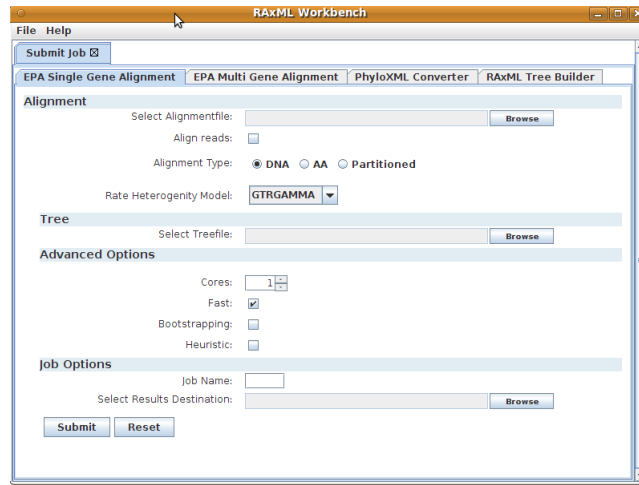 RAxML Workbench
File Help
Submit Job
EPA Single Gene Alignment EPA Multi Gene Alignment PhyloXML Converter RAxML Tree Builder
Alignment
Select Alignmentfile: Browse
Align reads:
Alignment Type: DNA AA Partitioned
Rate Heterogenity Model: GTRGAMMA
Tree
Select Treefile: Browse
Advanced Options
Cores: 1
Fast:
Bootstrapping:
Heuristic:
Job Options
Job Name:
Select Results Destination: Browse
Submit Reset